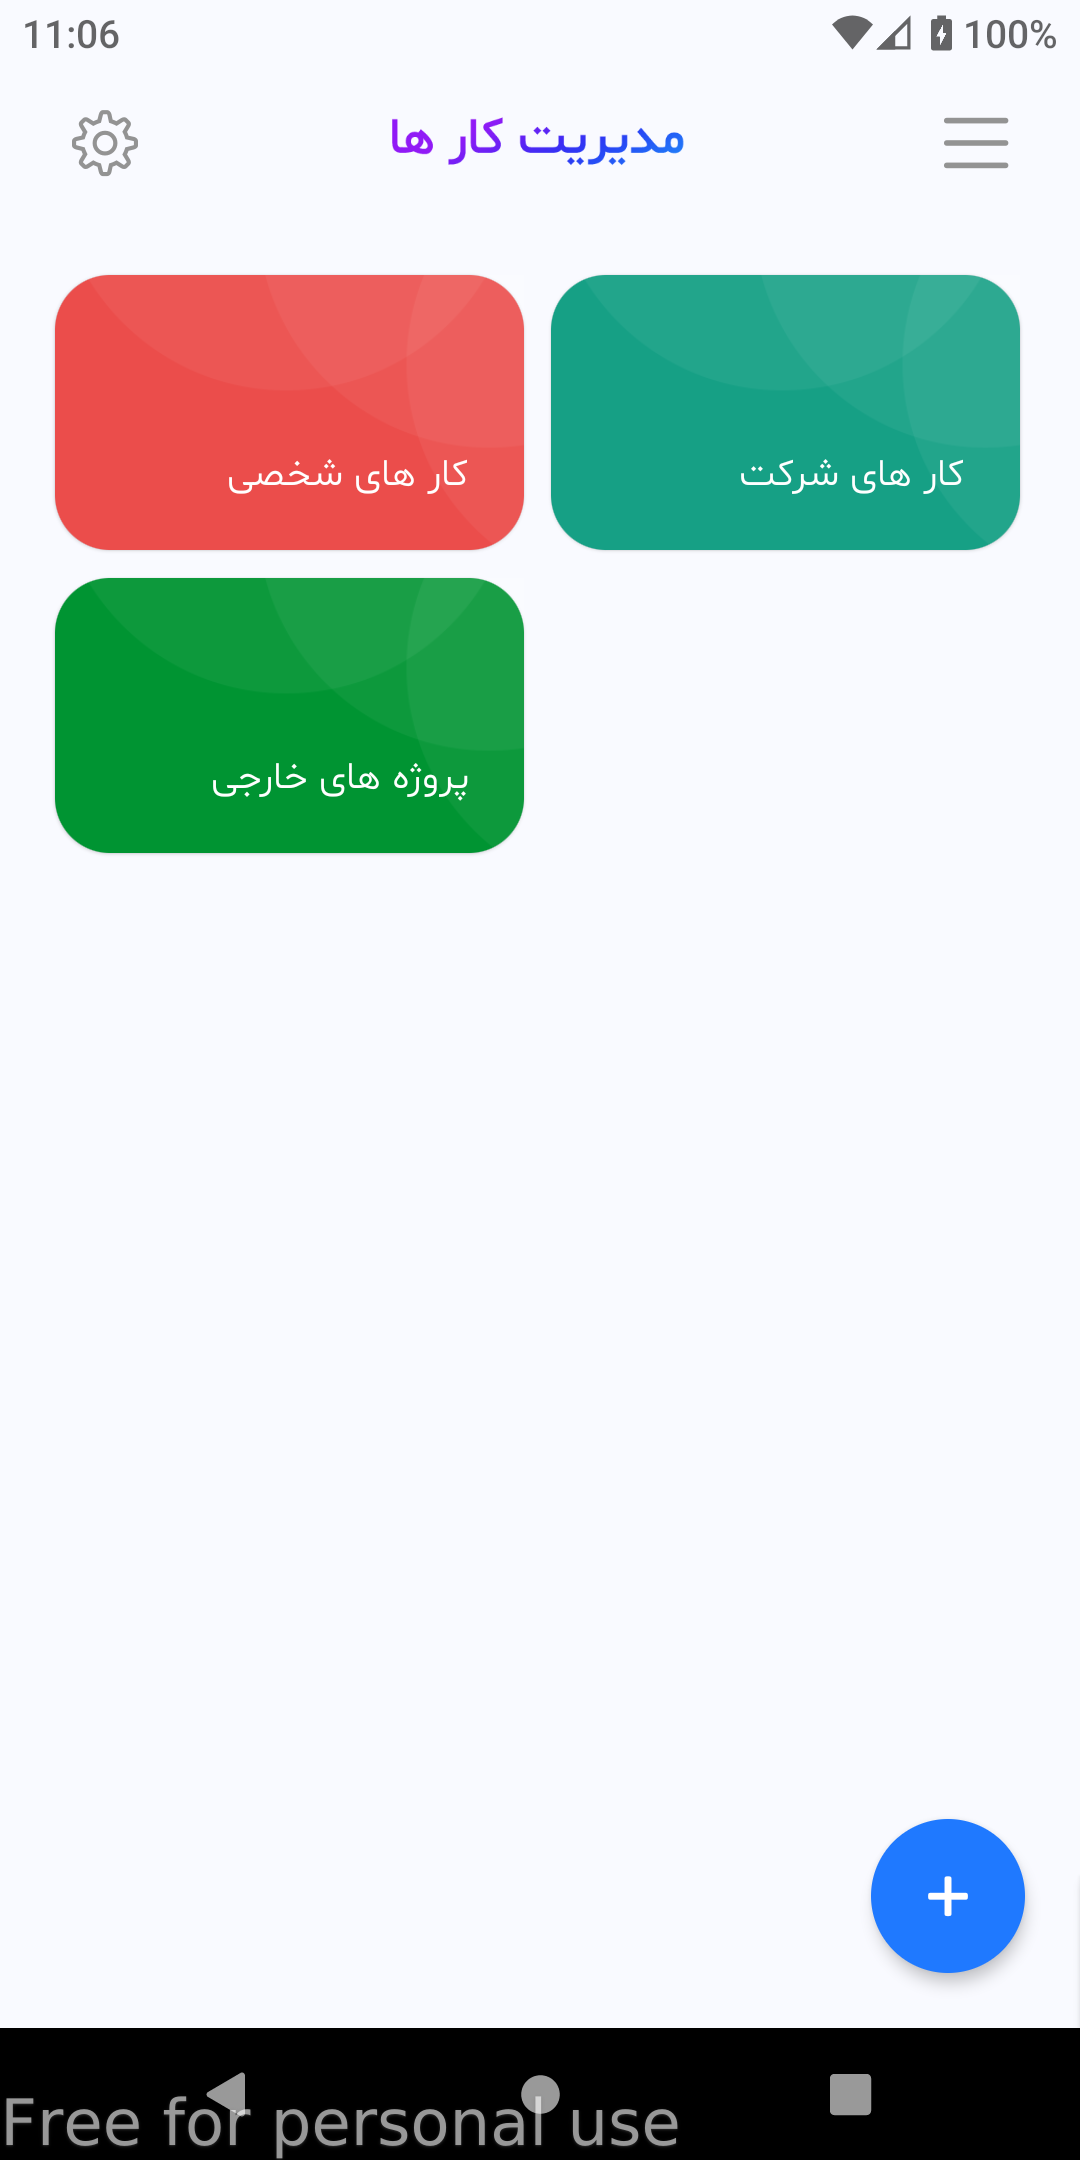 11:06 100%
مدیریت کار ها
کار های شرکت
کار های شخصی
پروژه های خارجی
Free for personal use